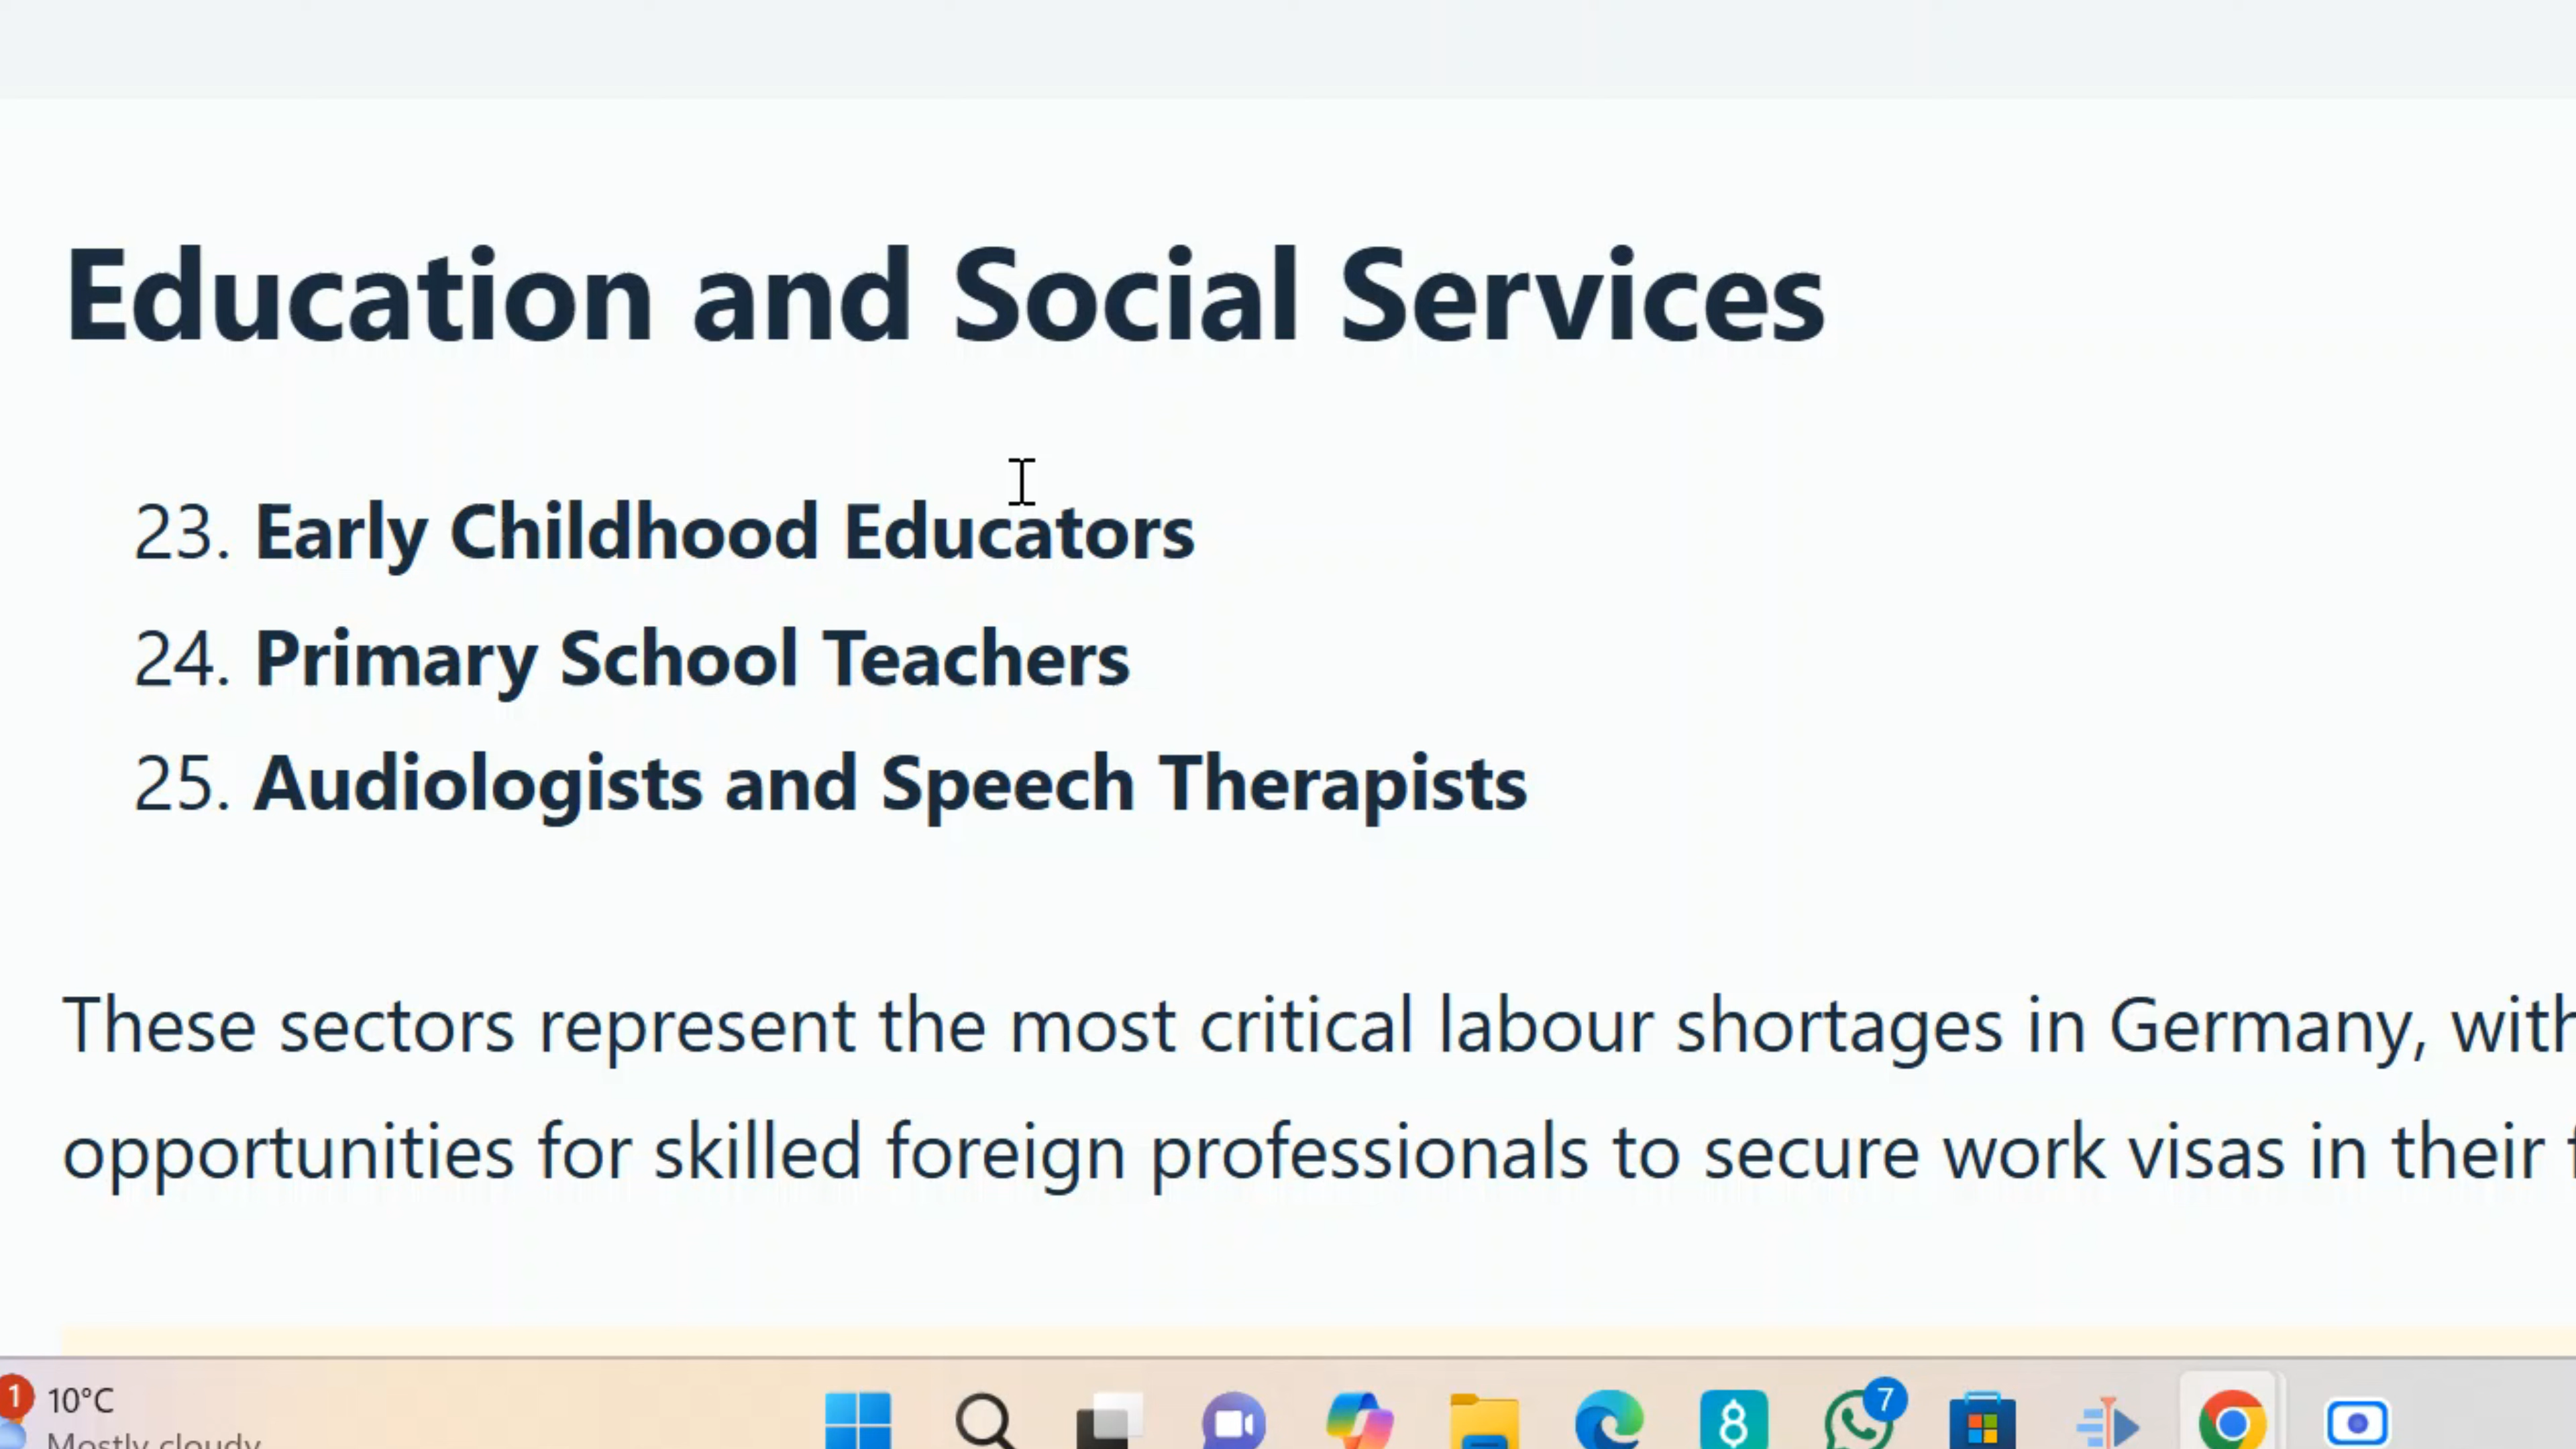 Education and Social Services
23. Early Childhood Educators
24. Primary School Teachers
25. Audiologists and Speech Therapists
These sectors represent the most critical labour shortages in Germany, with
opportunities for skilled foreign professionals to secure work visas in their f
1
10°C
Mostly cloudy
7